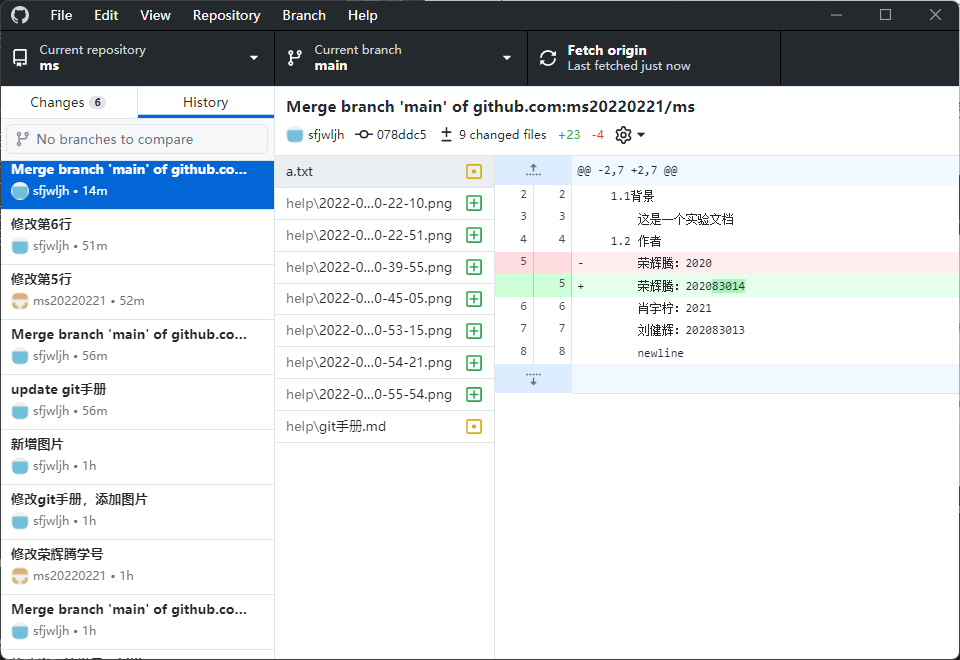 File Edit View Repository Branch Help
Current repository
ms
Current branch
main
Fetch origin
Last fetched just now
Changes 6
History
No branches to compare
Merge branch 'main' of github.co...
sfjwljh • 14m
修改第6行
sfjwljh • 51m
修改第5行
ms20220221 • 52m
Merge branch 'main' of github.co...
sfjwljh • 56m
update git手册
sfjwljh • 56m
新增图片
sfjwljh • 1h
修改git手册，添加图片
sfjwljh • 1h
修改荣辉腾学号
ms20220221 • 1h
Merge branch 'main' of github.co...
sfjwljh • 1h
Merge branch 'main' of github.com:ms20220221/ms
sfjwljh 078ddc5 9 changed files +23 -4
a.txt
help\2022-0...0-22-10.png
help\2022-0...0-22-51.png
help\2022-0...0-39-55.png
help\2022-0...0-45-05.png
help\2022-0...0-53-15.png
help\2022-0...0-54-21.png
help\2022-0...0-55-54.png
help\git手册.md
@@ -2,7 +2,7 @@
2 2 1.1背景
3 3 这是一个实验文档
4 4 1.2 作者
5 - 荣辉腾：2020
5 + 荣辉腾：202083014
6 6 肖宇柠：2021
7 7 刘健辉：202083013
8 8 newline